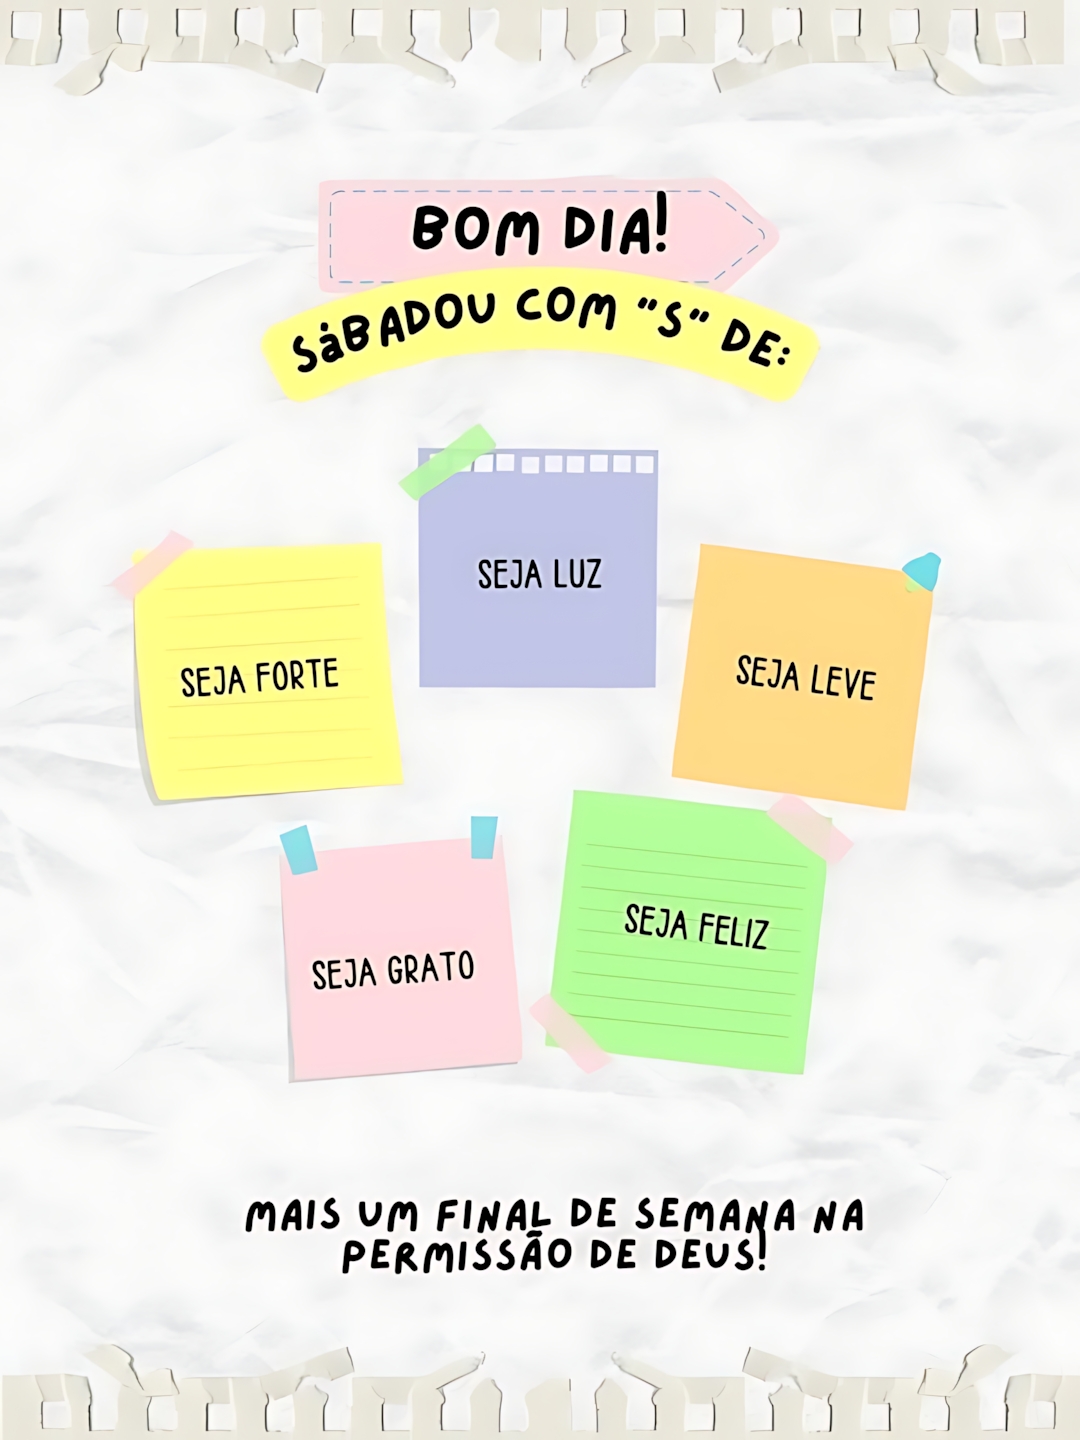 BOM DIA!
SáBADOU COM "S" DE:
SEJA LUZ
SEJA FORTE
SEJA LEVE
SEJA GRATO
SEJA FELIZ
MAIS UM FINAL DE SEMANA NA
PERMISSÃO DE DEUS!